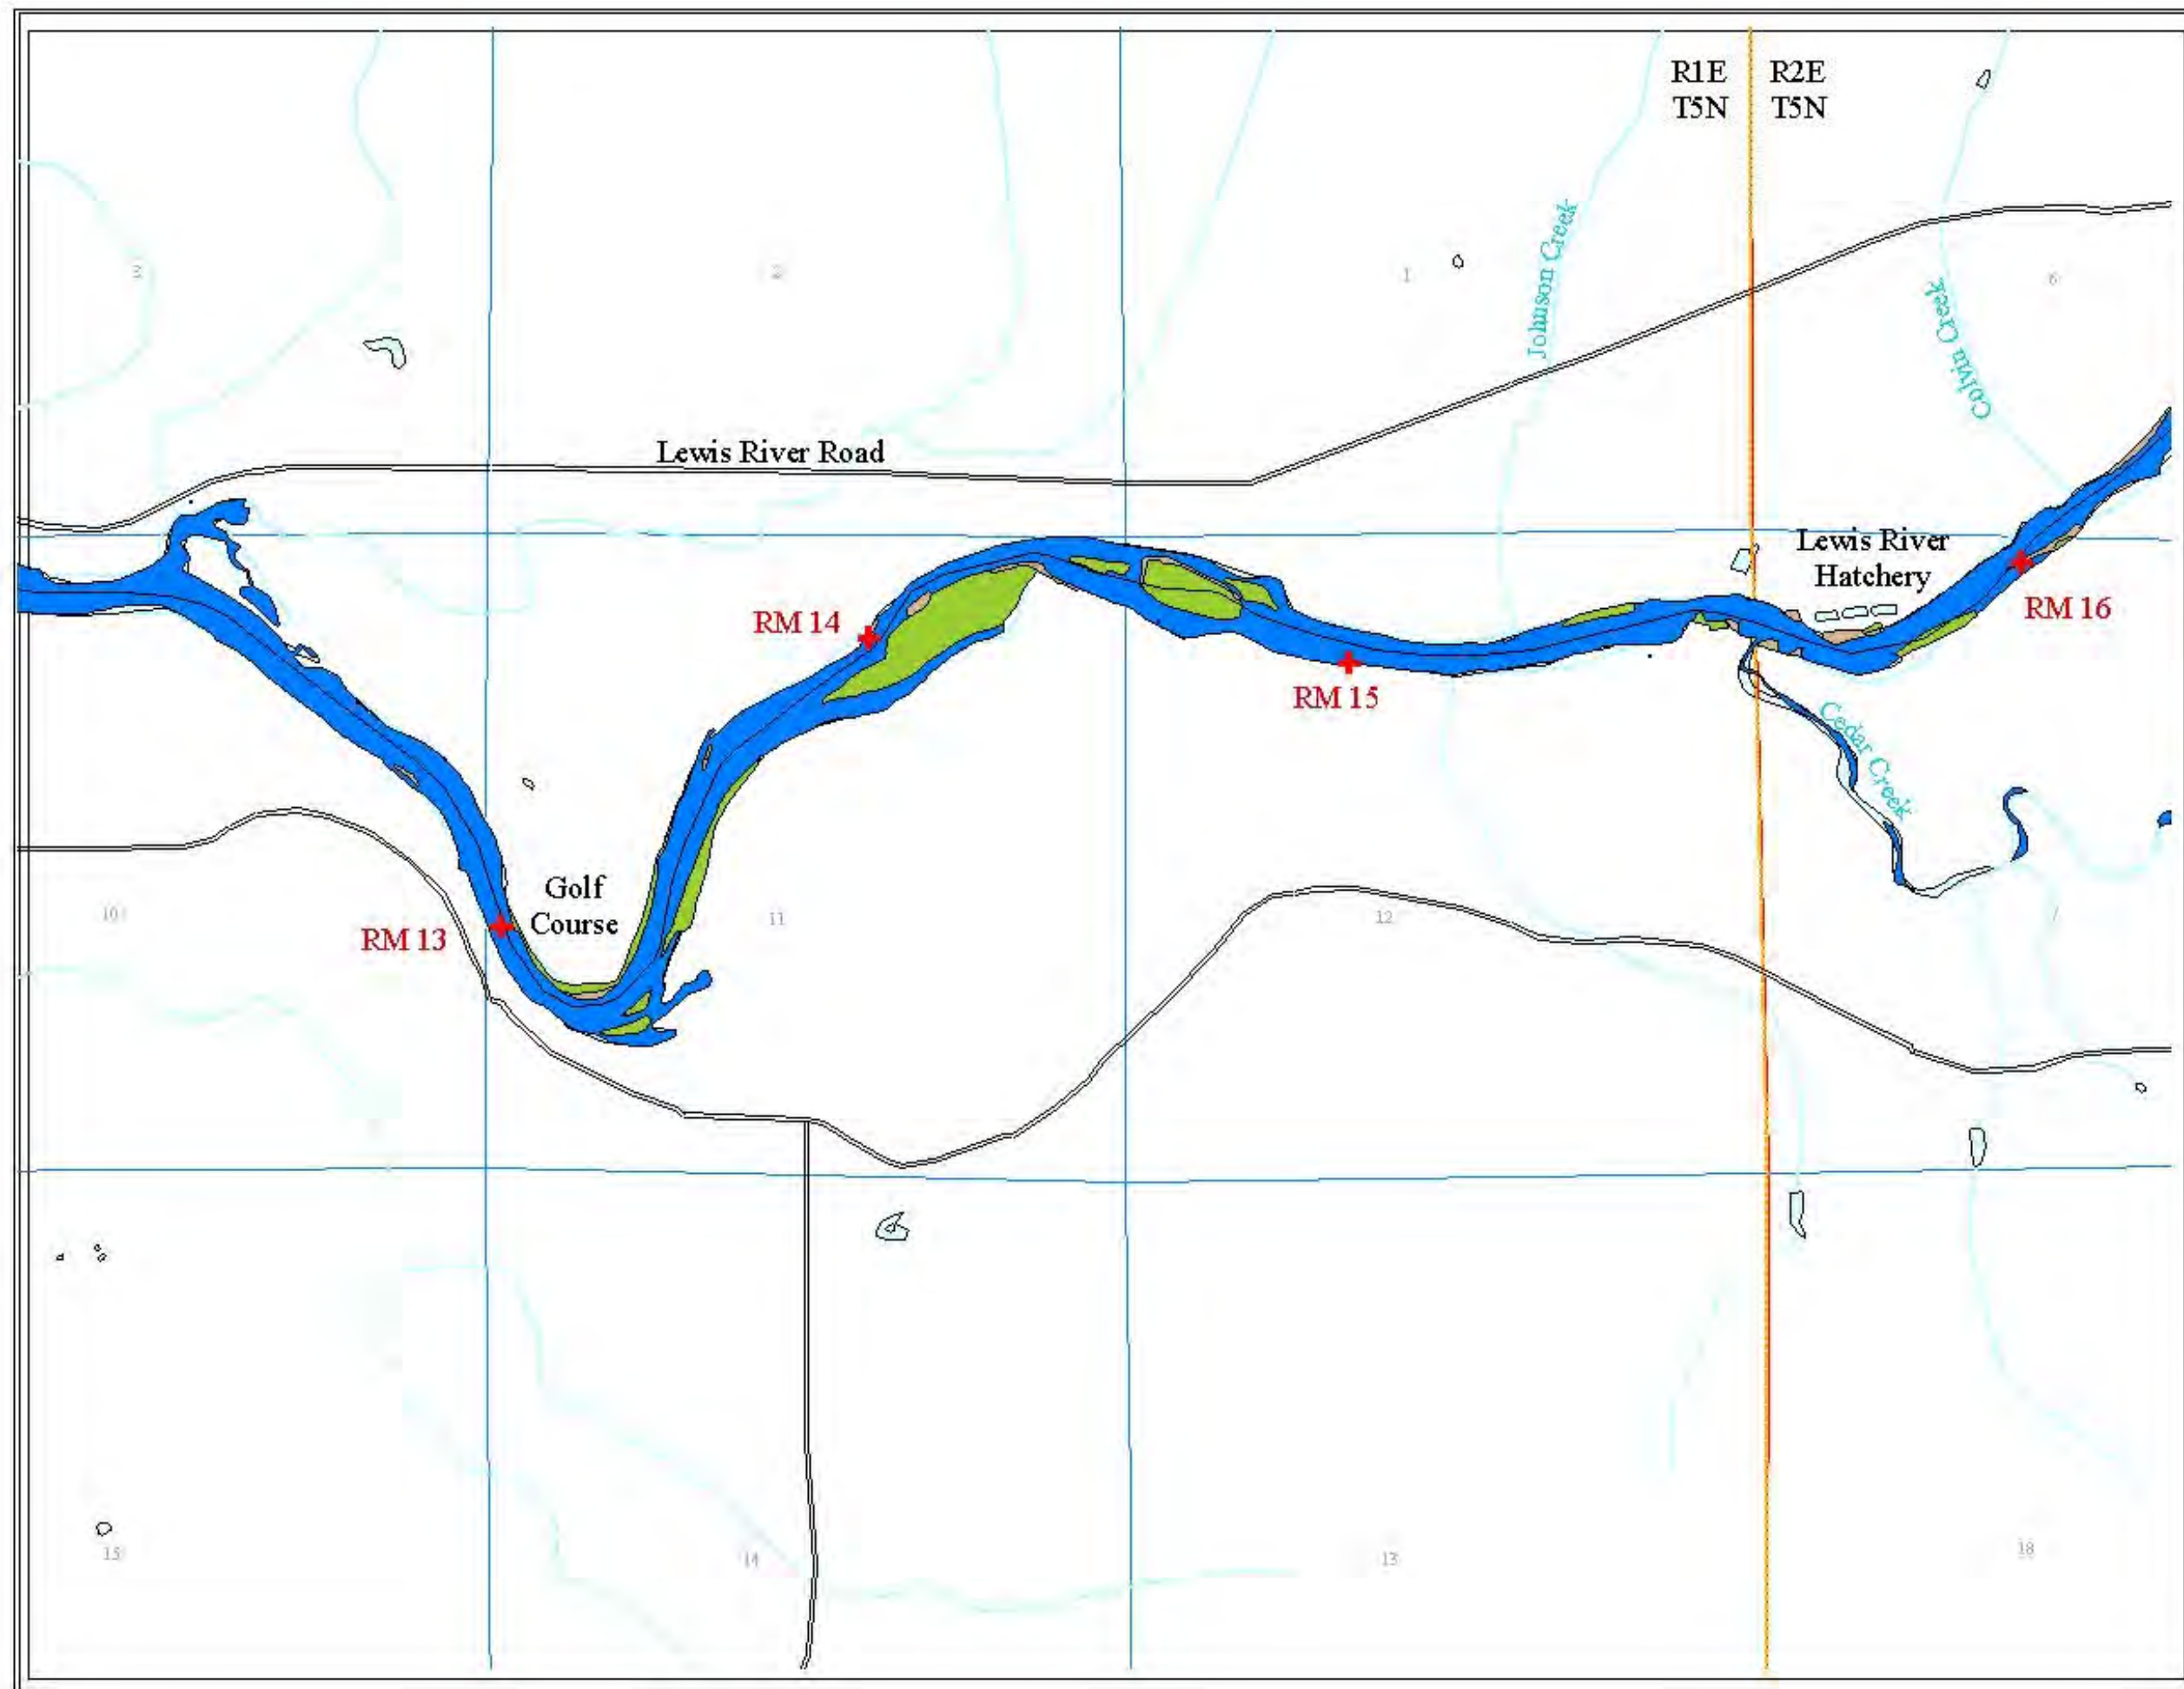 R1E R2E
T5N T5N
Johnson Creek
Colvin Creek
3
2
1
6
Lewis River Road
Lewis River
Hatchery
RM 14
RM 16
RM 15
Cedar Creek
Golf
Course
RM 13
10
11
12
7
15
14
13
18